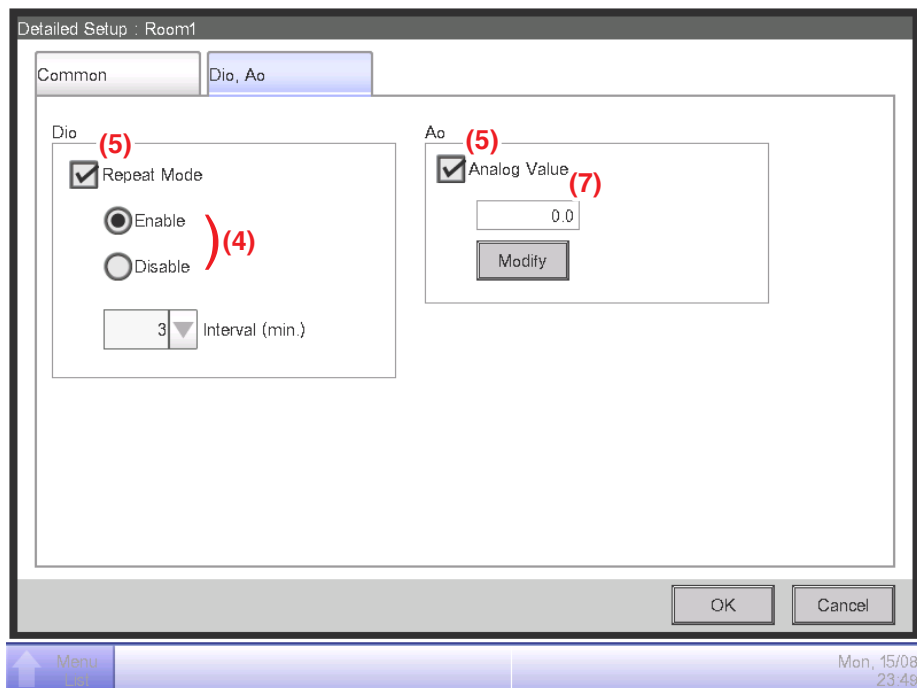 Detailed Setup : Room1
Common
Dio, Ao
Dio
(5)
Repeat Mode
Enable
(4)
Disable
3 Interval (min.)
Ao
(5)
Analog Value
(7)
0.0
Modify
OK
Cancel
Menu
List
Mon, 15/08
23:49